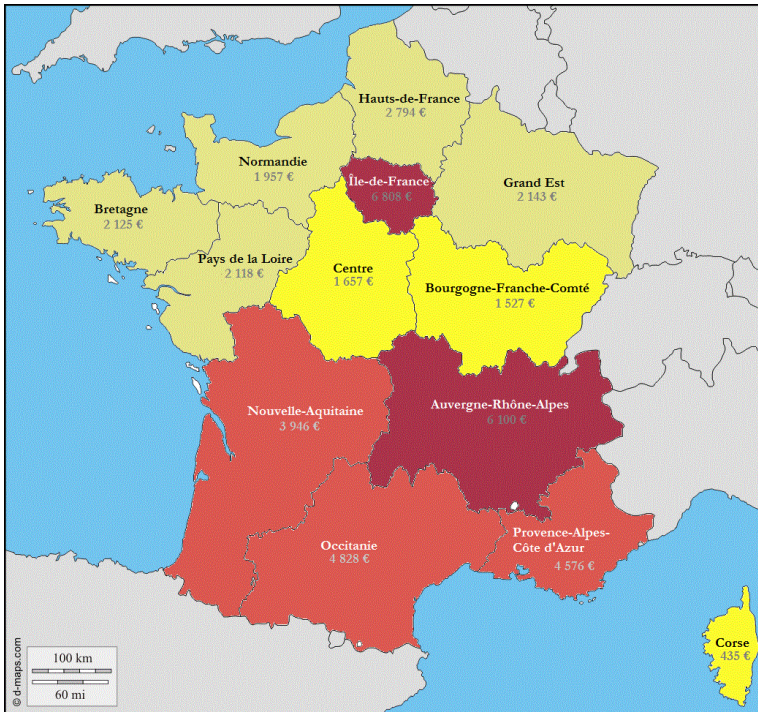 Hauts-de-France
2 794 €
Normandie
1 957 €
Île-de-France
6 808 €
Grand Est
2 143 €
Bretagne
2 125 €
Pays de la Loire
2 118 €
Centre
1 657 €
Bourgogne-Franche-Comté
1 527 €
Nouvelle-Aquitaine
3 946 €
Auvergne-Rhône-Alpes
6 100 €
Occitanie
4 828 €
Provence-Alpes-
Côte d'Azur
4 576 €
Corse
435 €
100 km
60 mi
© d-maps.com